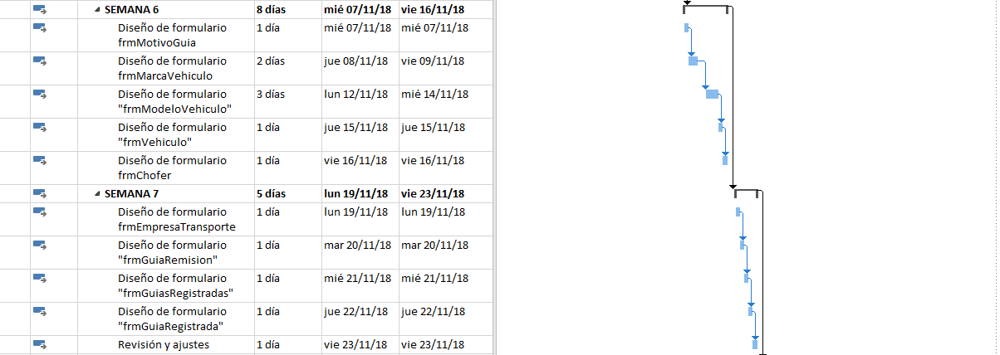 SEMANA 6 8 días mié 07/11/18 vie 16/11/18
Diseño de formulario 1 día mié 07/11/18 mié 07/11/18
frmMotivoGuia
Diseño de formulario 2 días jue 08/11/18 vie 09/11/18
frmMarcaVehiculo
Diseño de formulario 3 días lun 12/11/18 mié 14/11/18
"frmModeloVehiculo"
Diseño de formulario 1 día jue 15/11/18 jue 15/11/18
"frmVehiculo"
Diseño de formulario 1 día vie 16/11/18 vie 16/11/18
frmChofer
SEMANA 7 5 días lun 19/11/18 vie 23/11/18
Diseño de formulario 1 día lun 19/11/18 lun 19/11/18
frmEmpresaTransporte
Diseño de formulario 1 día mar 20/11/18 mar 20/11/18
"frmGuiaRemision"
Diseño de formulario 1 día mié 21/11/18 mié 21/11/18
"frmGuiasRegistradas"
Diseño de formulario 1 día jue 22/11/18 jue 22/11/18
"frmGuiaRegistrada"
Revisión y ajustes 1 día vie 23/11/18 vie 23/11/18